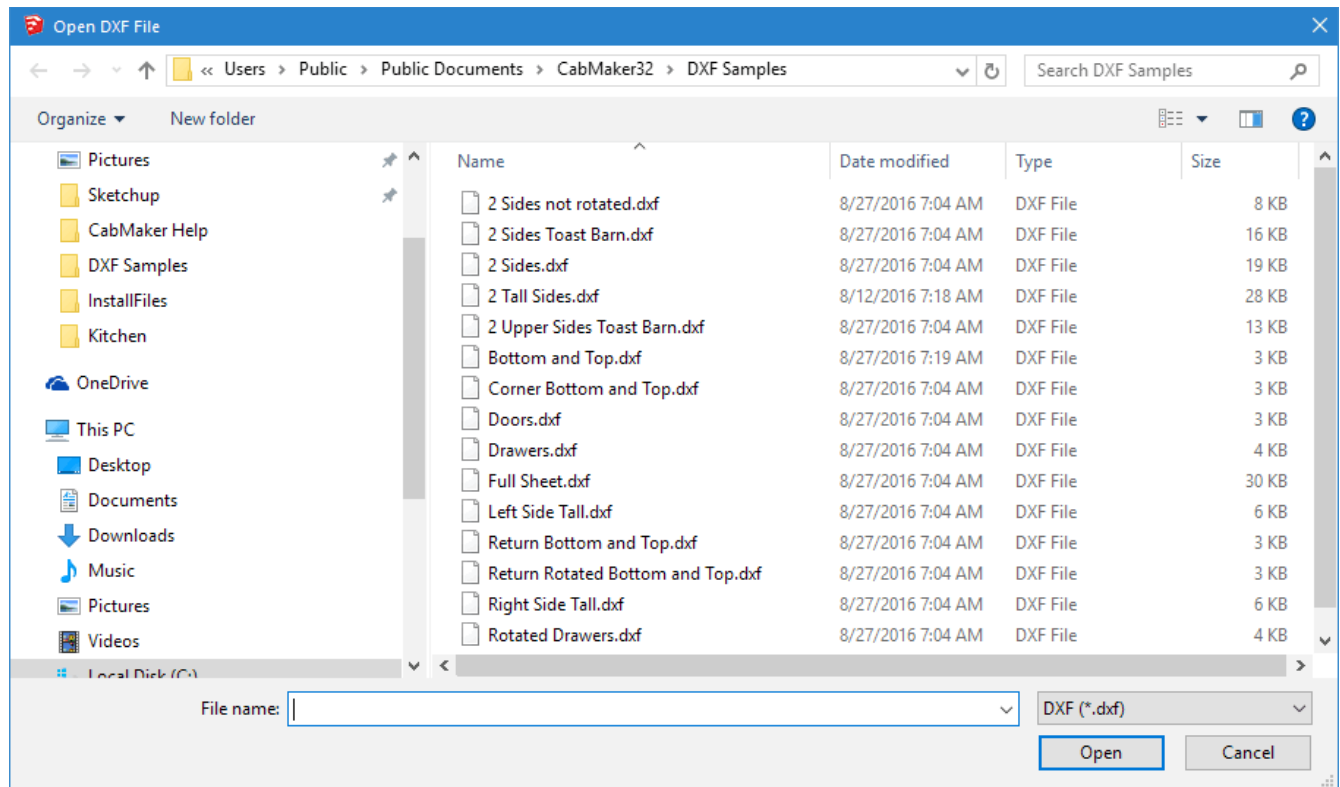 Open DXF File
« Users > Public > Public Documents > CabMaker32 > DXF Samples
Search DXF Samples
Organize New folder
Pictures
Sketchup
CabMaker Help
DXF Samples
InstallFiles
Kitchen
OneDrive
This PC
Desktop
Documents
Downloads
Music
Pictures
Videos
Local Disk (C:)
Name Date modified Type Size
2 Sides not rotated.dxf 8/27/2016 7:04 AM DXF File 8 KB
2 Sides Toast Barn.dxf 8/27/2016 7:04 AM DXF File 16 KB
2 Sides.dxf 8/27/2016 7:04 AM DXF File 19 KB
2 Tall Sides.dxf 8/12/2016 7:18 AM DXF File 28 KB
2 Upper Sides Toast Barn.dxf 8/27/2016 7:04 AM DXF File 13 KB
Bottom and Top.dxf 8/27/2016 7:19 AM DXF File 3 KB
Corner Bottom and Top.dxf 8/27/2016 7:04 AM DXF File 3 KB
Doors.dxf 8/27/2016 7:04 AM DXF File 3 KB
Drawers.dxf 8/27/2016 7:04 AM DXF File 4 KB
Full Sheet.dxf 8/27/2016 7:04 AM DXF File 30 KB
Left Side Tall.dxf 8/27/2016 7:04 AM DXF File 6 KB
Return Bottom and Top.dxf 8/27/2016 7:04 AM DXF File 3 KB
Return Rotated Bottom and Top.dxf 8/27/2016 7:04 AM DXF File 3 KB
Right Side Tall.dxf 8/27/2016 7:04 AM DXF File 6 KB
Rotated Drawers.dxf 8/27/2016 7:04 AM DXF File 4 KB
File name:
DXF (*.dxf)
Open Cancel